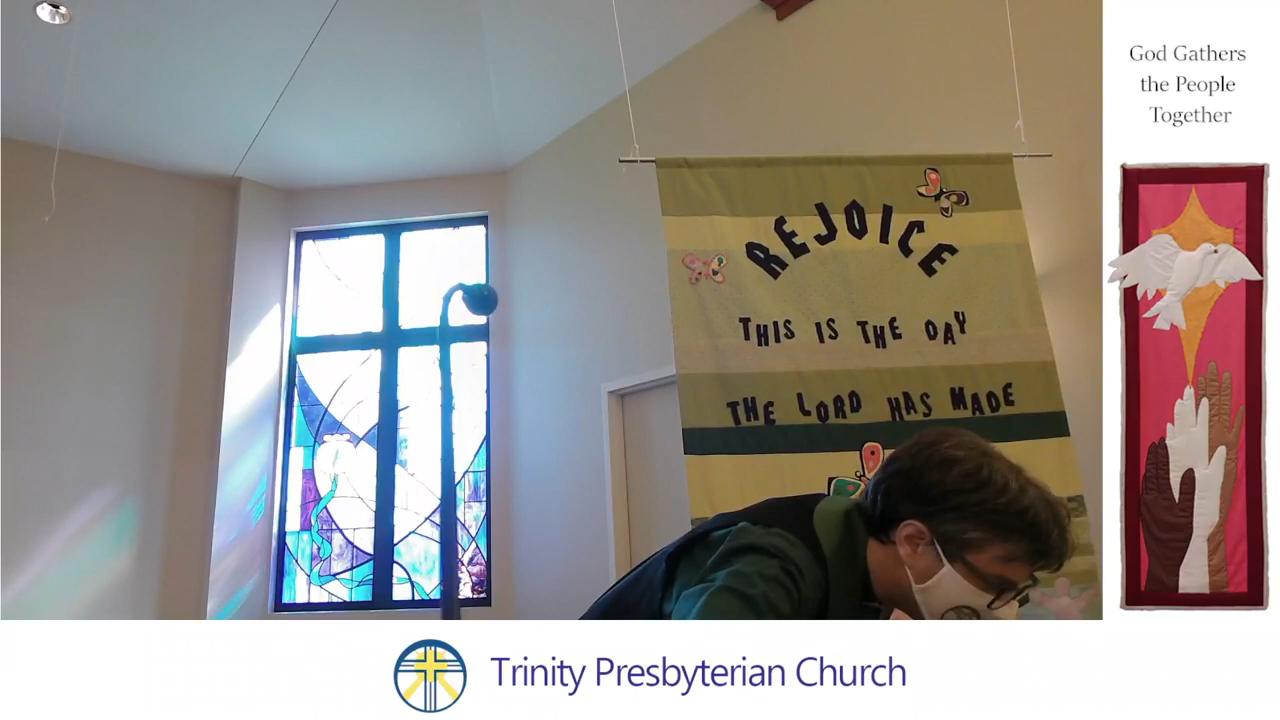 God Gathers
the People
Together
REJOICE
THIS IS THE DAY
THE LORD HAS MADE
Trinity Presbyterian Church